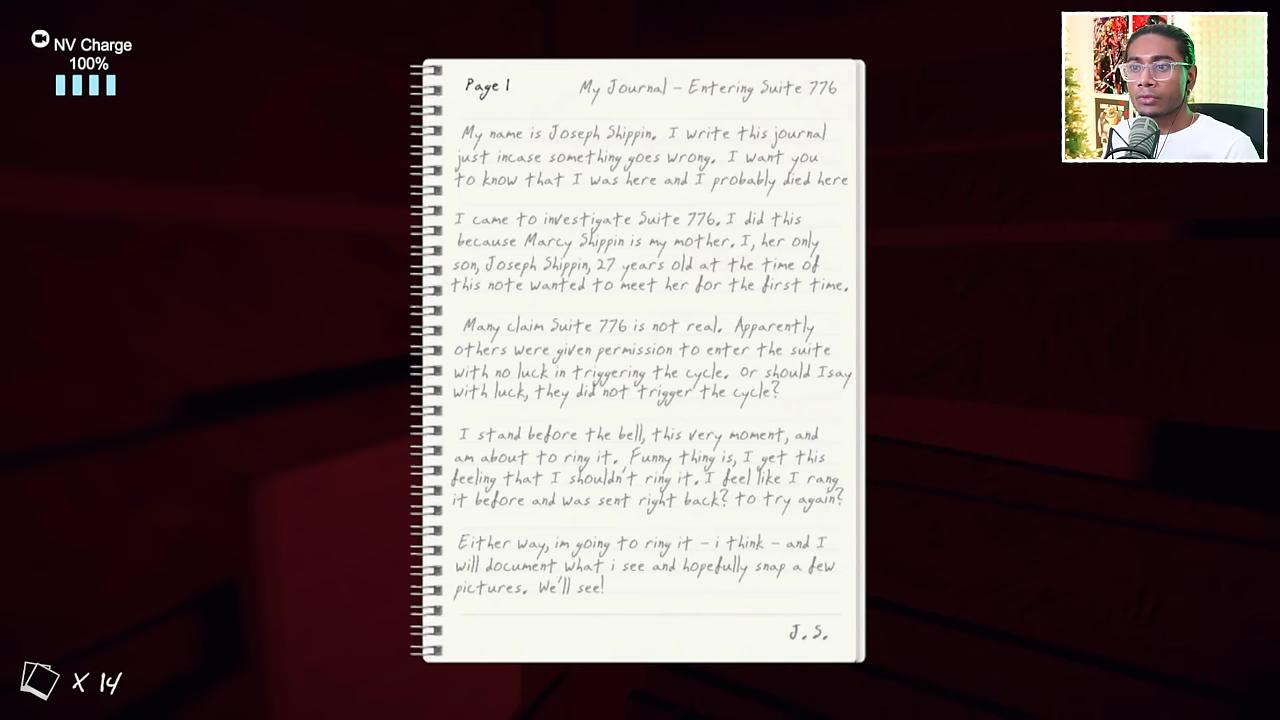 NV Charge
100%
Page 1
My Journal - Entering Suite 776
My name is Joseph Shippin. I write this journal
just incase something goes wrong. I want you
to know that I was here and I probably died here
I came to investigate Suite 776. I did this
because Marcy Shippin is my mother. I, her only
son, Joseph Shippin, 27 years old at the time of
this note wanted to meet her for the first time.
Many claim Suite 776 is not real. Apparently
others were given permission to enter the suite
with no luck in triggering the cycle. Or should I say
with luck, they did not trigger the cycle?
I stand before the bell, this very moment, and
am about to ring it. Funny thing is, I get this
feeling that I shouldn't ring it. I feel like I rang
it before and was sent right back? to try again?
Either way, im going to ring it - i think - and I
will document what i see and hopefully snap a few
pictures. We'll see!
J.S.
X 14